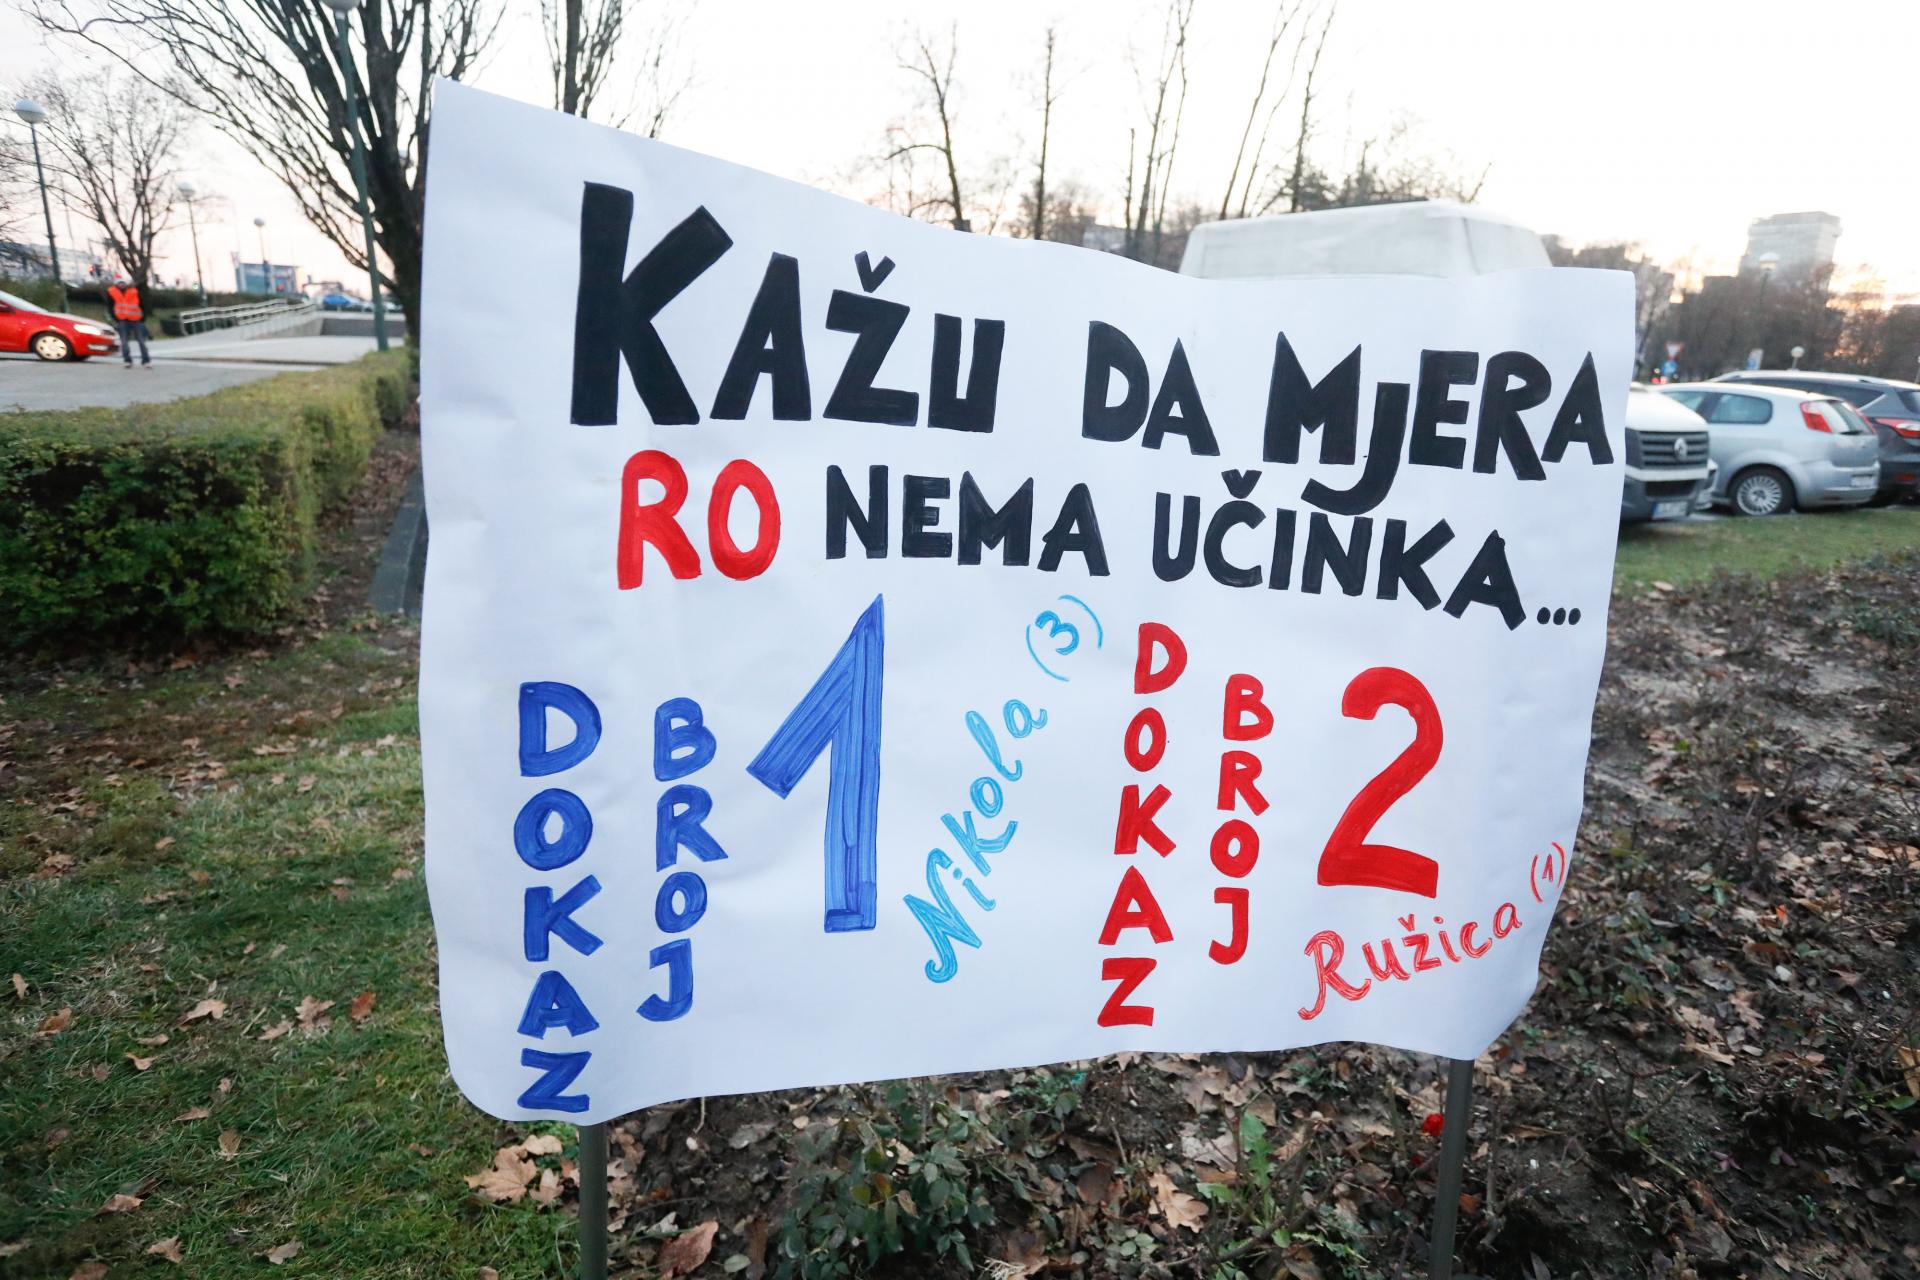 KAŽU DA MJERA
RO NEMA UČINKA...
DOKAZ
BROJ
1
Nikola (3)
DOKAZ
BROJ
2
Ružica (1)